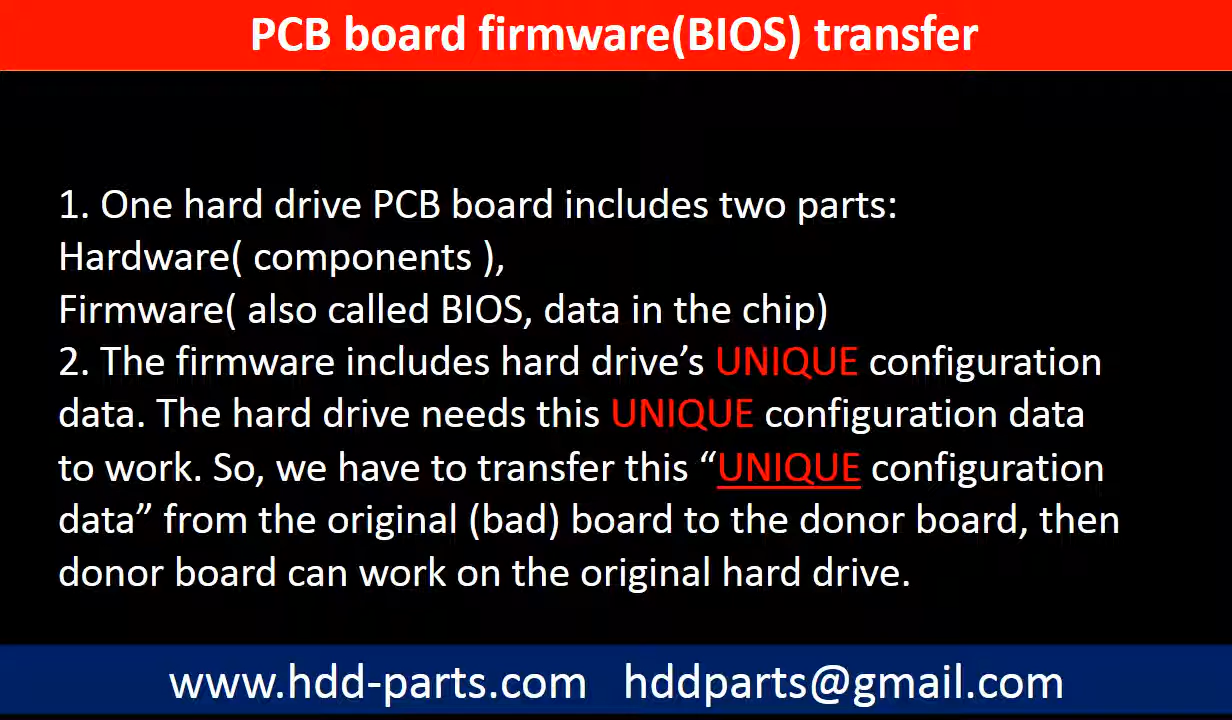 PCB board firmware(BIOS) transfer
1. One hard drive PCB board includes two parts:
Hardware( components ),
Firmware( also called BIOS, data in the chip)
2. The firmware includes hard drive’s UNIQUE configuration
data. The hard drive needs this UNIQUE configuration data
to work. So, we have to transfer this “UNIQUE configuration
data” from the original (bad) board to the donor board, then
donor board can work on the original hard drive.
www.hdd-parts.com hddparts@gmail.com